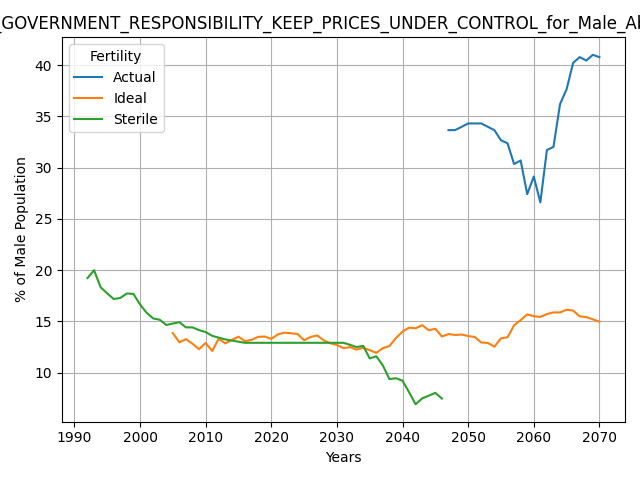 _GOVERNMENT_RESPONSIBILITY_KEEP_PRICES_UNDER_CONTROL_for_Male_A
Fertility
Actual
Ideal
Sterile
% of Male Population
40
35
30
25
20
15
10
1990 2000 2010 2020 2030 2040 2050 2060 2070
Years